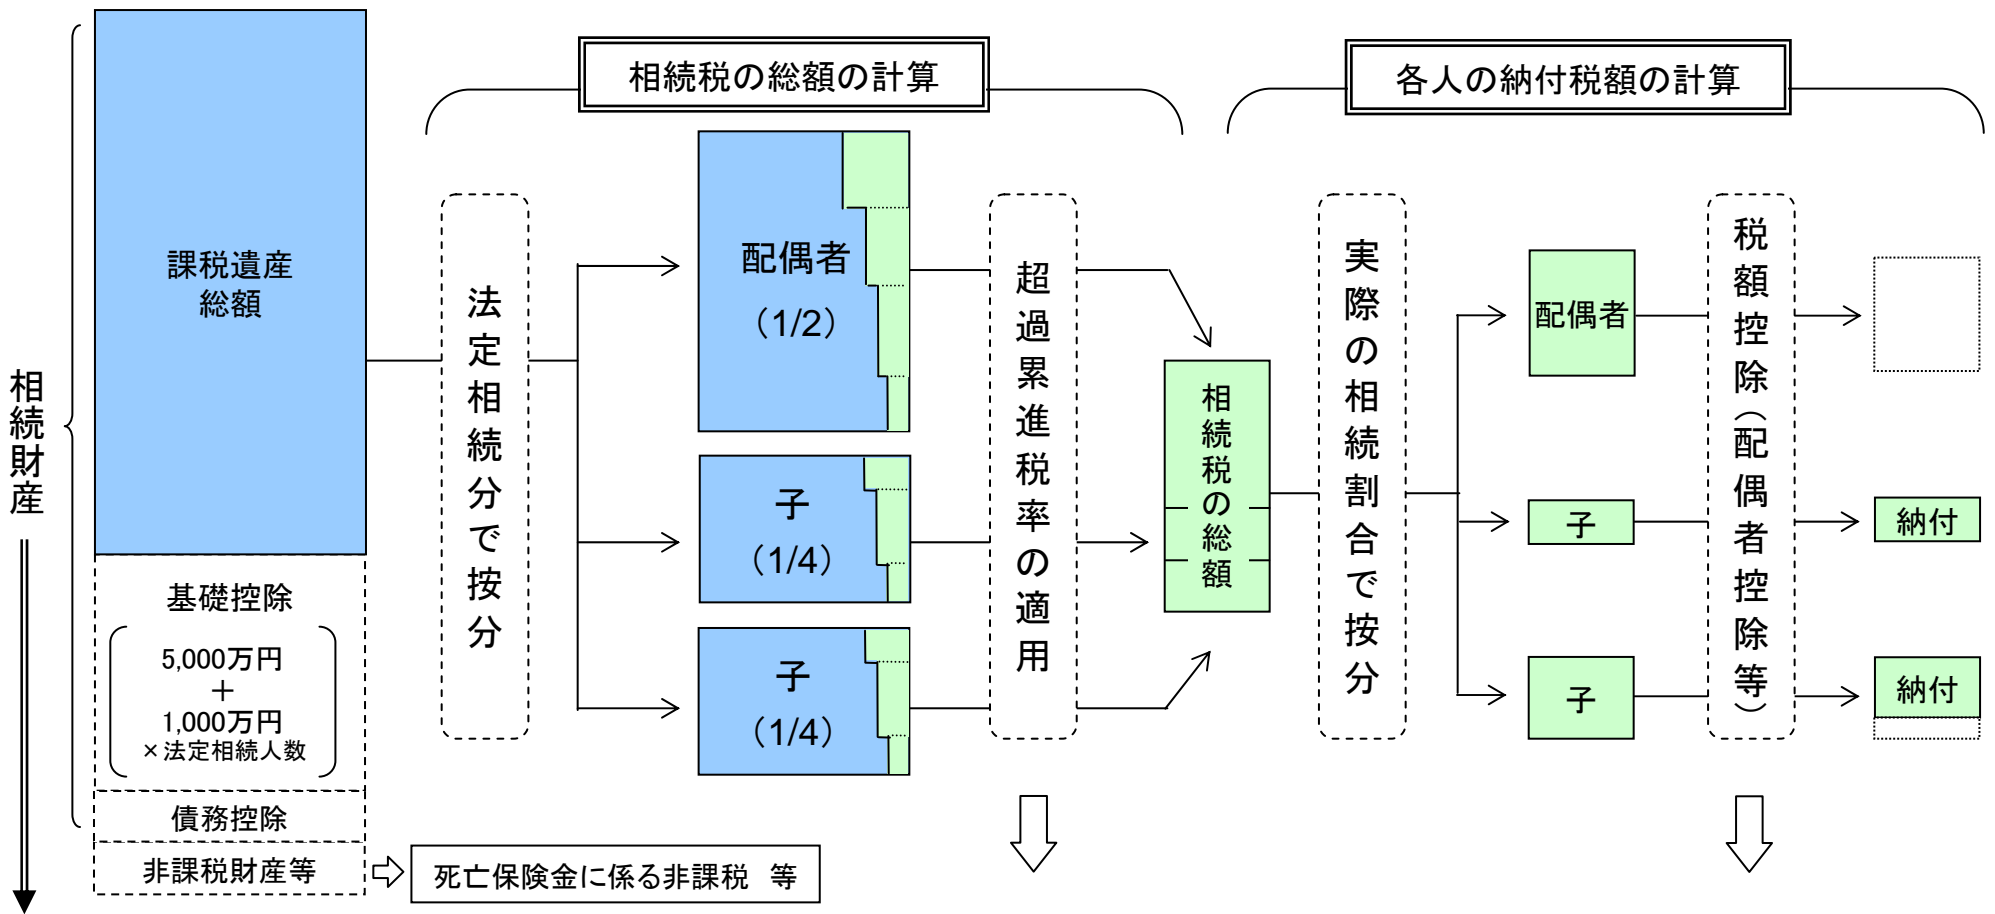 相続財産
課税遺産
総額
基礎控除
5,000万円
＋
1,000万円
×法定相続人数
債務控除
非課税財産等
死亡保険金に係る非課税　等
相続税の総額の計算
法定相続分で按分
配偶者
（1/2）
子
（1/4）
子
（1/4）
超過累進税率の適用
相続税の総額
各人の納付税額の計算
実際の相続割合で按分
配偶者
子
子
税額控除（配偶者控除等）
納付
納付